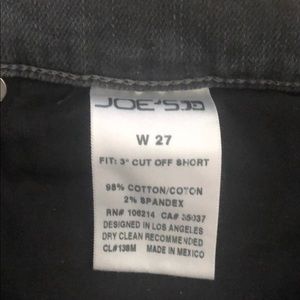 JOE'S
W 27
FIT: 3" CUT OFF SHORT
98% COTTON/COTON
2% SPANDEX
RN# 106214 CA# 35037
DESIGNED IN LOS ANGELES
DRY CLEAN RECOMMENDED
CL#138M MADE IN MEXICO